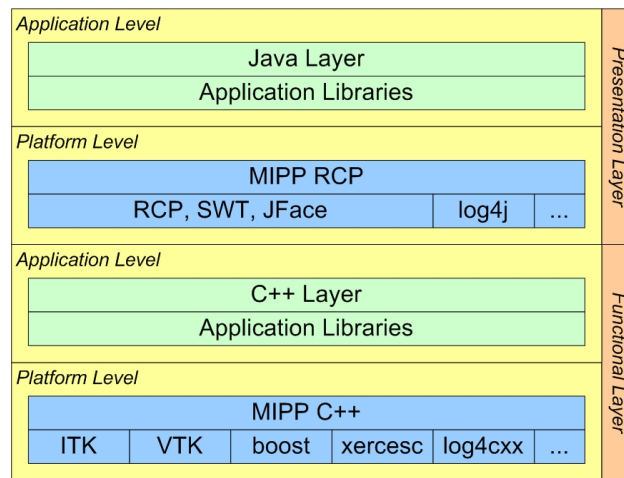 Application Level
Java Layer
Application Libraries
Platform Level
MIPP RCP
RCP, SWT, JFace log4j ...
Presentation Layer
Application Level
C++ Layer
Application Libraries
Platform Level
MIPP C++
ITK VTK boost xercesc log4cxx ...
Functional Layer